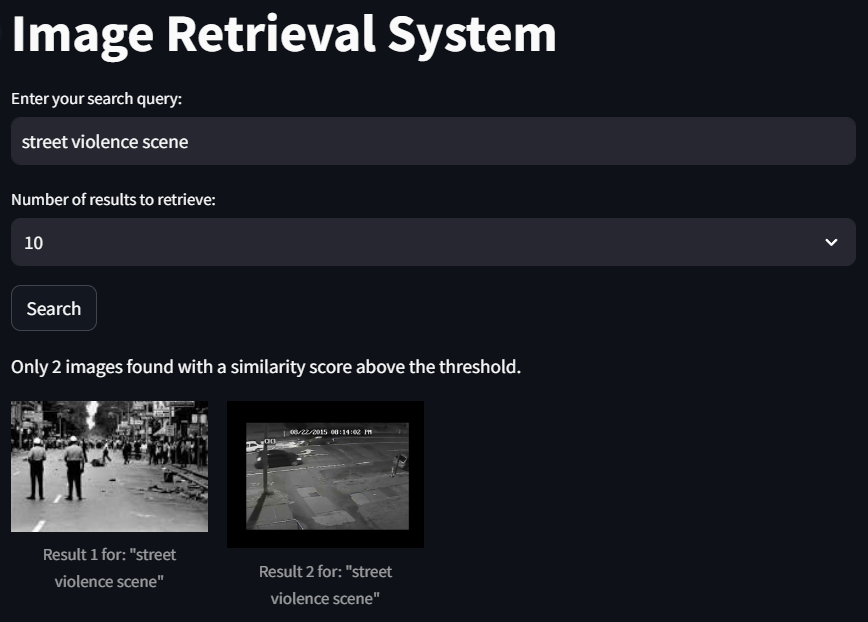 Image Retrieval System
Enter your search query:
street violence scene
Number of results to retrieve:
10
Search
Only 2 images found with a similarity score above the threshold.
08/22/2015 08:14:02 PM
CH3
Result 1 for: "street
violence scene"
Result 2 for: "street
violence scene"